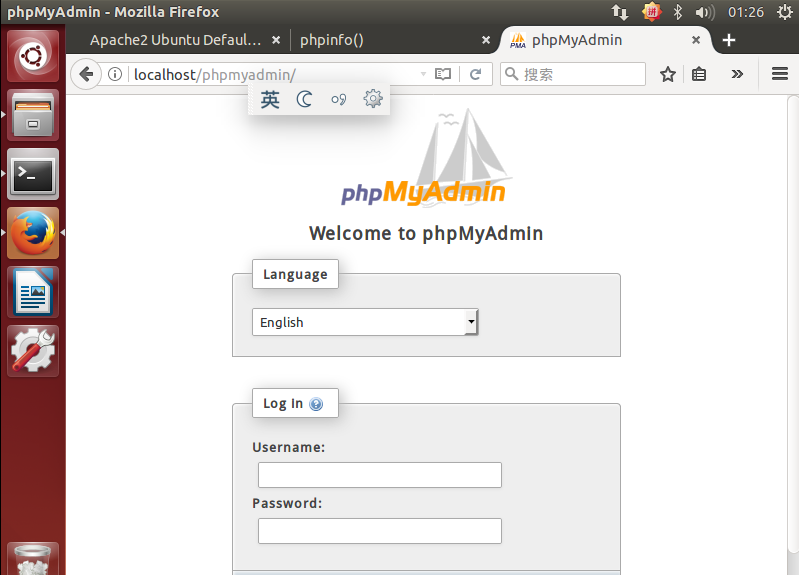 phpMyAdmin - Mozilla Firefox
拼
01:26
Apache2 Ubuntu Defaul... ×
phpinfo() ×
PMA phpMyAdmin ×
localhost/phpmyadmin/
搜索
英
phpMyAdmin
Welcome to phpMyAdmin
Language
English
Log In
Username:
Password: